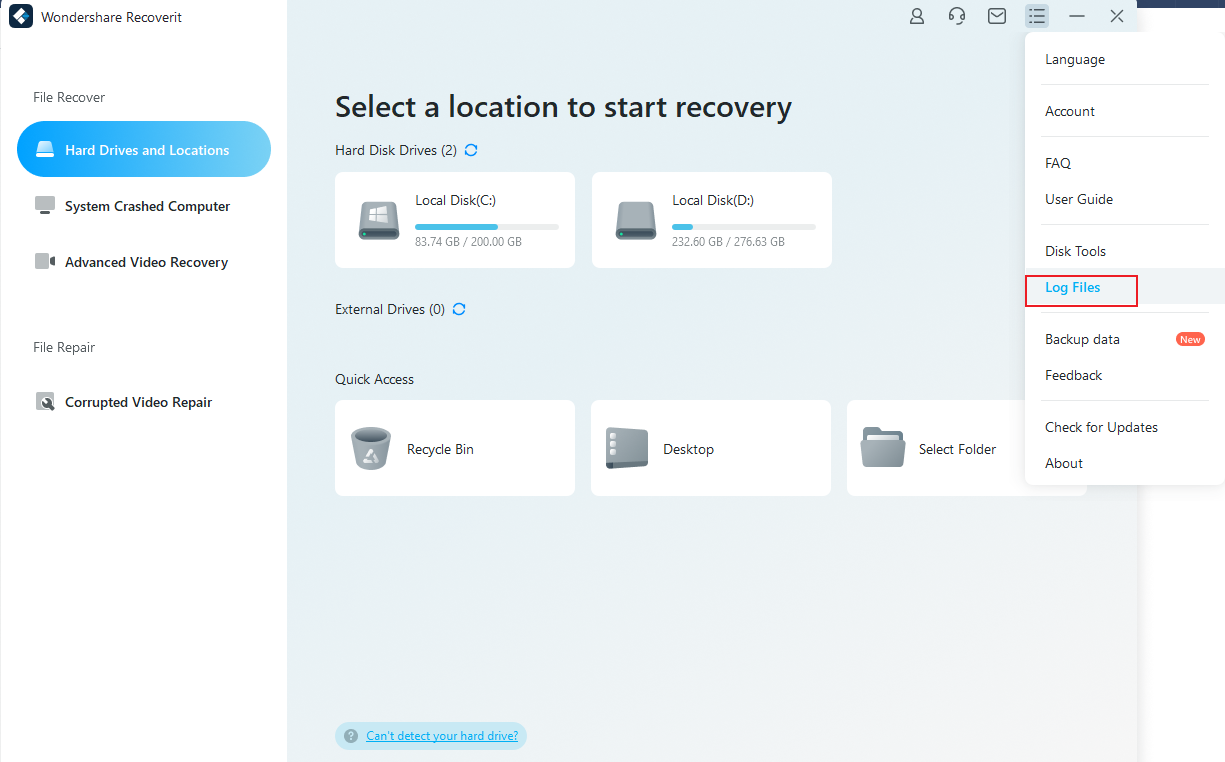 Wondershare Recoverit
File Recover
Hard Drives and Locations
System Crashed Computer
Advanced Video Recovery
File Repair
Corrupted Video Repair
Select a location to start recovery
Hard Disk Drives (2)
Local Disk(C:)
83.74 GB / 200.00 GB
Local Disk(D:)
232.60 GB / 276.63 GB
External Drives (0)
Quick Access
Recycle Bin
Desktop
Select Folder
? Can't detect your hard drive?
Language
Account
FAQ
User Guide
Disk Tools
Log Files
Backup data New
Feedback
Check for Updates
About